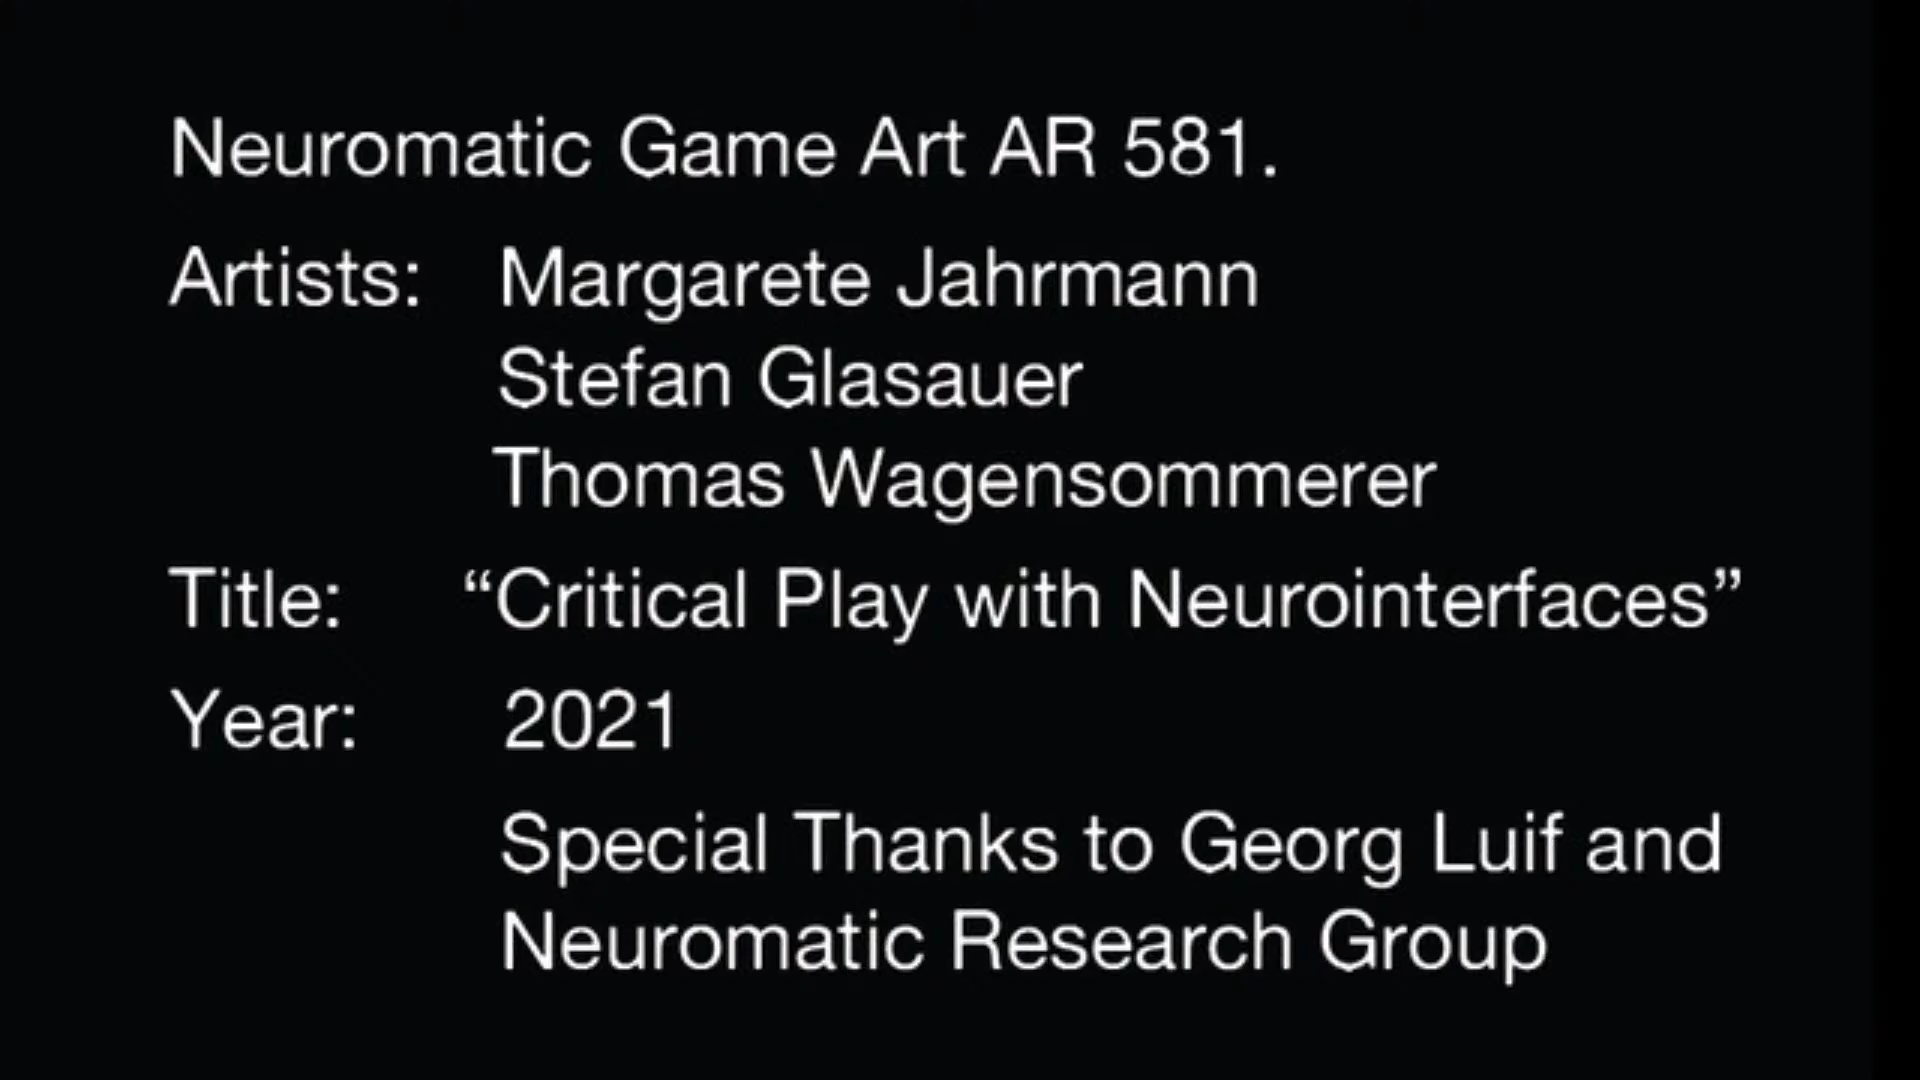 Neuromatic Game Art AR 581.
Artists: Margarete Jahrmann
Stefan Glasauer
Thomas Wagensommerer
Title: “Critical Play with Neurointerfaces”
Year: 2021
Special Thanks to Georg Luif and
Neuromatic Research Group